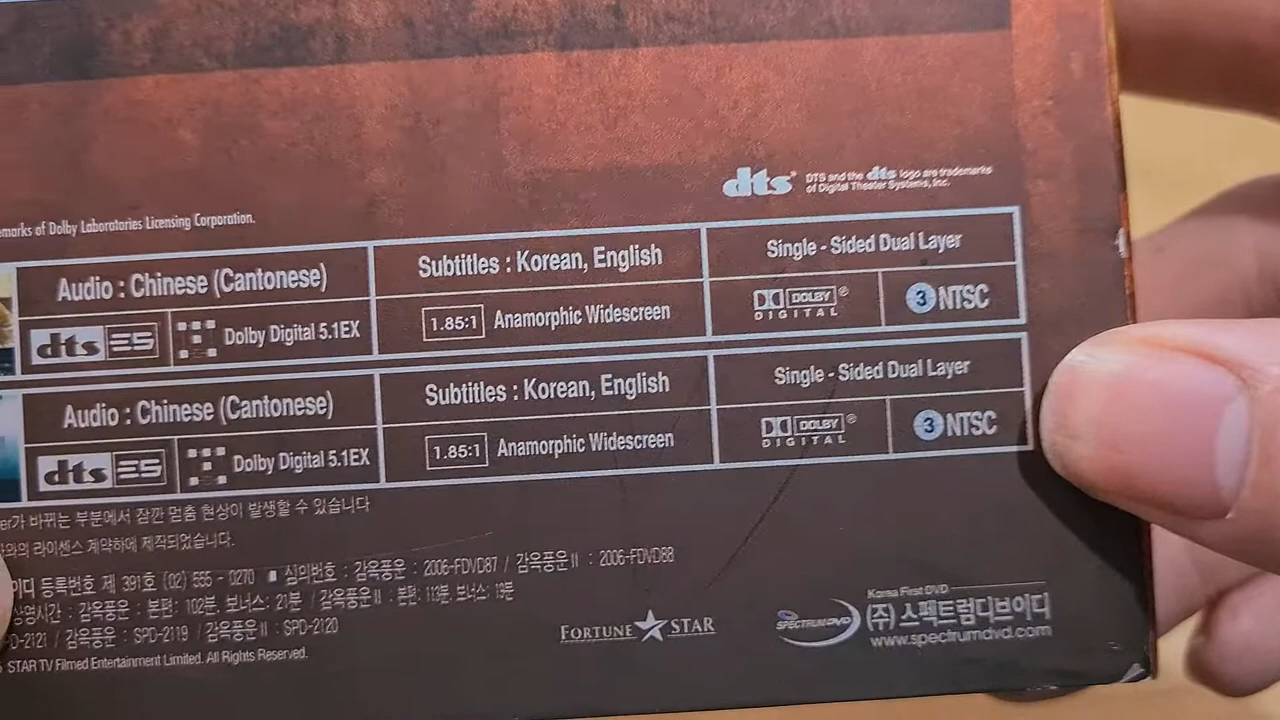 dts DTS and the dts logo are trademarks
of Digital Theater Systems, Inc.
emarks of Dolby Laboratories Licensing Corporation.
Audio : Chinese (Cantonese) Subtitles : Korean, English Single - Sided Dual Layer
dts ES Dolby Digital 5.1EX 1.85:1 Anamorphic Widescreen DOLBY DIGITAL 3 NTSC
Audio : Chinese (Cantonese) Subtitles : Korean, English Single - Sided Dual Layer
dts ES Dolby Digital 5.1EX 1.85:1 Anamorphic Widescreen DOLBY DIGITAL 3 NTSC
er가 바뀌는 부분에서 잠깐 멈춤 현상이 발생할 수 있습니다
라이센스 계약하에 제작되었습니다.
이디 등록번호 제 391호 (02) 555 - 0270 ■ 심의번호 : 감옥풍운 : 2006-FDVD87 / 감옥풍운Ⅱ : 2006-FDVD88
상영시간 : 감옥풍운 : 본편: 102분, 보너스: 21분 / 감옥풍운Ⅱ : 본편: 113분, 보너스: 19분
PD-2121 / 감옥풍운 : SPD-2119 / 감옥풍운Ⅱ : SPD-2120
STAR TV Filmed Entertainment Limited. All Rights Reserved.
FORTUNE STAR
SPECTRUM DVD
Korea First DVD
(주) 스펙트럼디브이디
www.spectrumdvd.com